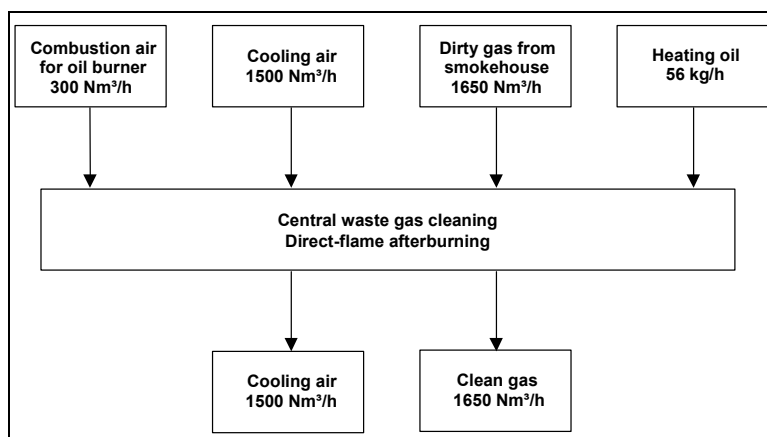 Combustion air
for oil burner
300 Nm³/h
Cooling air
1500 Nm³/h
Dirty gas from
smokehouse
1650 Nm³/h
Heating oil
56 kg/h
Central waste gas cleaning
Direct-flame afterburning
Cooling air
1500 Nm³/h
Clean gas
1650 Nm³/h